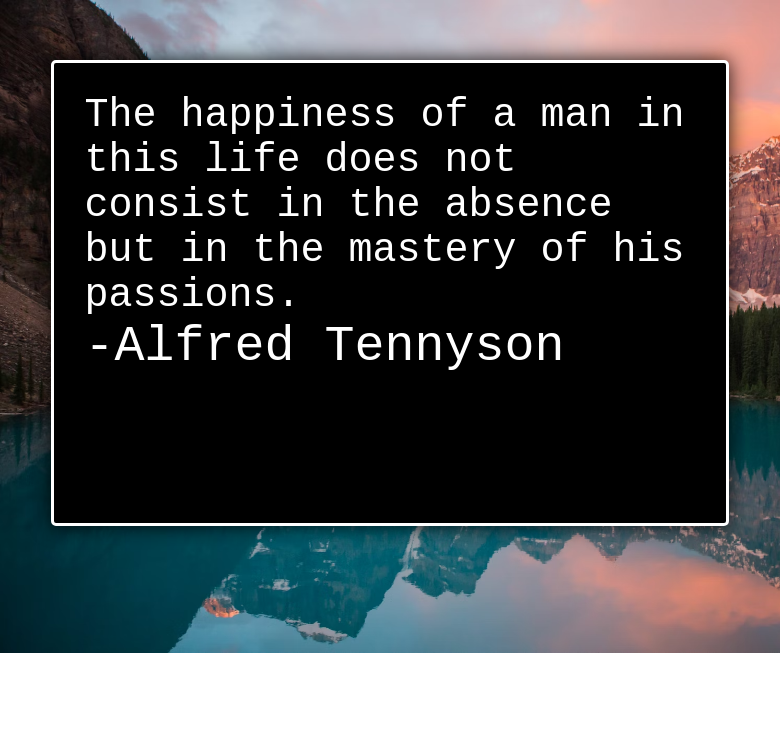 The happiness of a man in
this life does not
consist in the absence
but in the mastery of his
passions.
-Alfred Tennyson